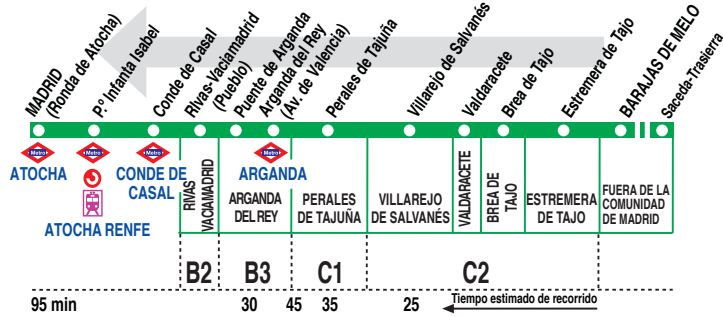 MADRID
(Ronda de Atocha)
P.º Infanta Isabel
Conde de Casal
Rivas-Vaciamadrid
(Pueblo)
Puente de Arganda
Arganda del Rey
(Av. de Valencia)
Perales de Tajuña
Villarejo de Salvanés
Valdaracete
Brea de Tajo
Estremera de Tajo
BARAJAS DE MELO
Saceda-Trasierra
Metro
Metro
Metro
Metro
ATOCHA
CONDE DE
CASAL
ARGANDA
ATOCHA RENFE
RIVAS
VACIAMADRID
ARGANDA
DEL REY
PERALES
DE TAJUÑA
VILLAREJO
DE SALVANÉS
VALDARACETE
BREA DE
TAJO
ESTREMERA
DE TAJO
FUERA DE LA
COMUNIDAD
DE MADRID
B2
B3
C1
C2
95 min
30
45
35
25
Tiempo estimado de recorrido